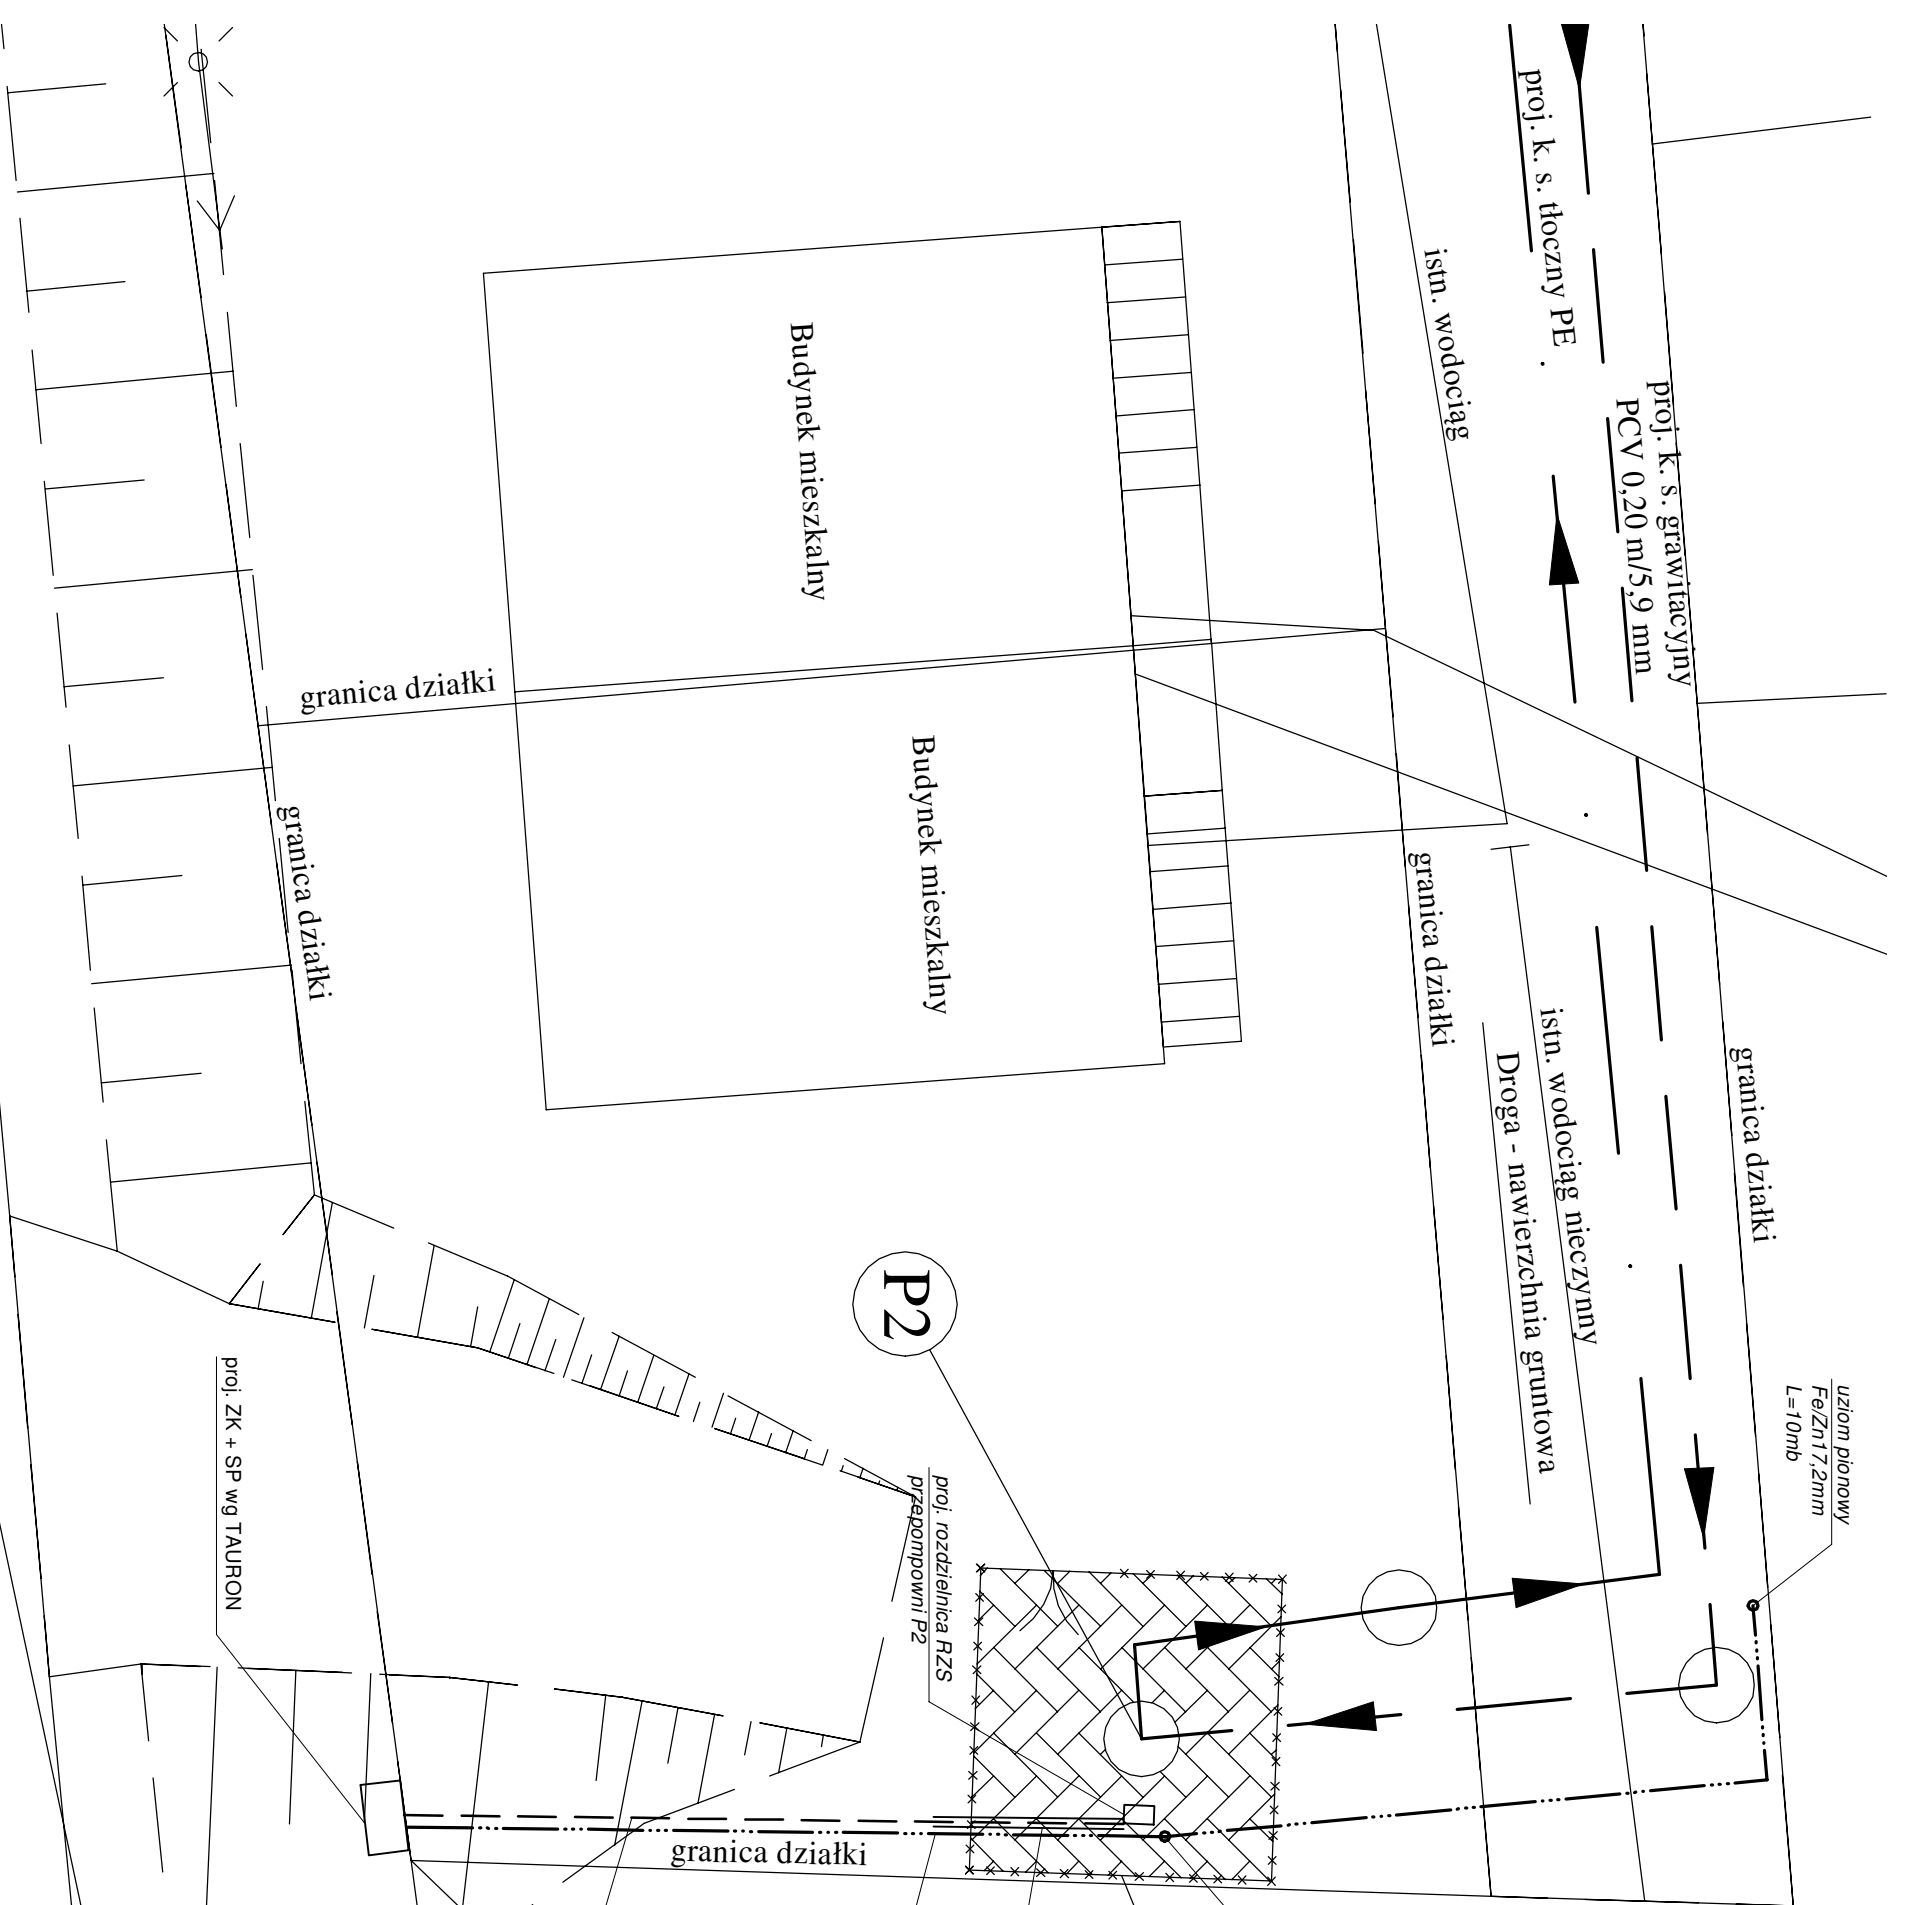 proj. k. s. tłoczny PE
istn. wodociąg
proj. k. s. grawitacyjny
PCV 0,20 m/5,9 mm
Budynek mieszkalny
granica działki
Budynek mieszkalny
granica działki
granica działki
istn. wodociąg nieczynny
Droga - nawierzchnia gruntowa
granica działki
P2
uziom pionowy
Fe/Zn17,2mm
L=10mb
proj. ZK + SP wg TAURON
proj. rozdzielnica RZS
przepompowni P2
granica działki